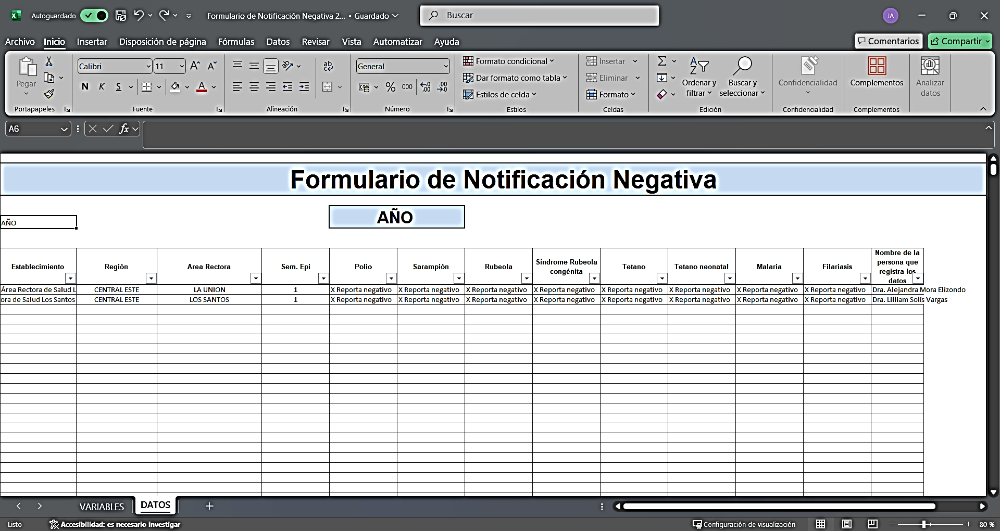 Autoguardado
Formulario de Notificación Negativa 2... • Guardado
Buscar
JA
Archivo Inicio Insertar Disposición de página Fórmulas Datos Revisar Vista Automatizar Ayuda
Comentarios
Compartir
Pegar
Portapapeles
Calibri
11
N K S
Fuente
Alineación
General
% 000
Número
Formato condicional
Dar formato como tabla
Estilos de celda
Estilos
Insertar
Eliminar
Formato
Celdas
Ordenar y filtrar
Buscar y seleccionar
Edición
Confidencialidad
Confidencialidad
Complementos
Complementos
Analizar datos
A6
fx
Formulario de Notificación Negativa
AÑO
AÑO
Establecimiento Región Area Rectora Sem. Epi Polio Sarampión Rubeola Síndrome Rubeola congénita Tetano Tetano neonatal Malaria Filariasis Nombre de la persona que registra los datos
Área Rectora de Salud L CENTRAL ESTE LA UNION 1 X Reporta negativo X Reporta negativo X Reporta negativo X Reporta negativo X Reporta negativo X Reporta negativo X Reporta negativo X Reporta negativo Dra. Alejandra Mora Elizondo
ora de Salud Los Santos CENTRAL ESTE LOS SANTOS 1 X Reporta negativo X Reporta negativo X Reporta negativo X Reporta negativo X Reporta negativo X Reporta negativo X Reporta negativo X Reporta negativo Dra. Lilliam Solís Vargas
VARIABLES DATOS
Listo
Accesibilidad: es necesario investigar
Configuración de visualización
80 %